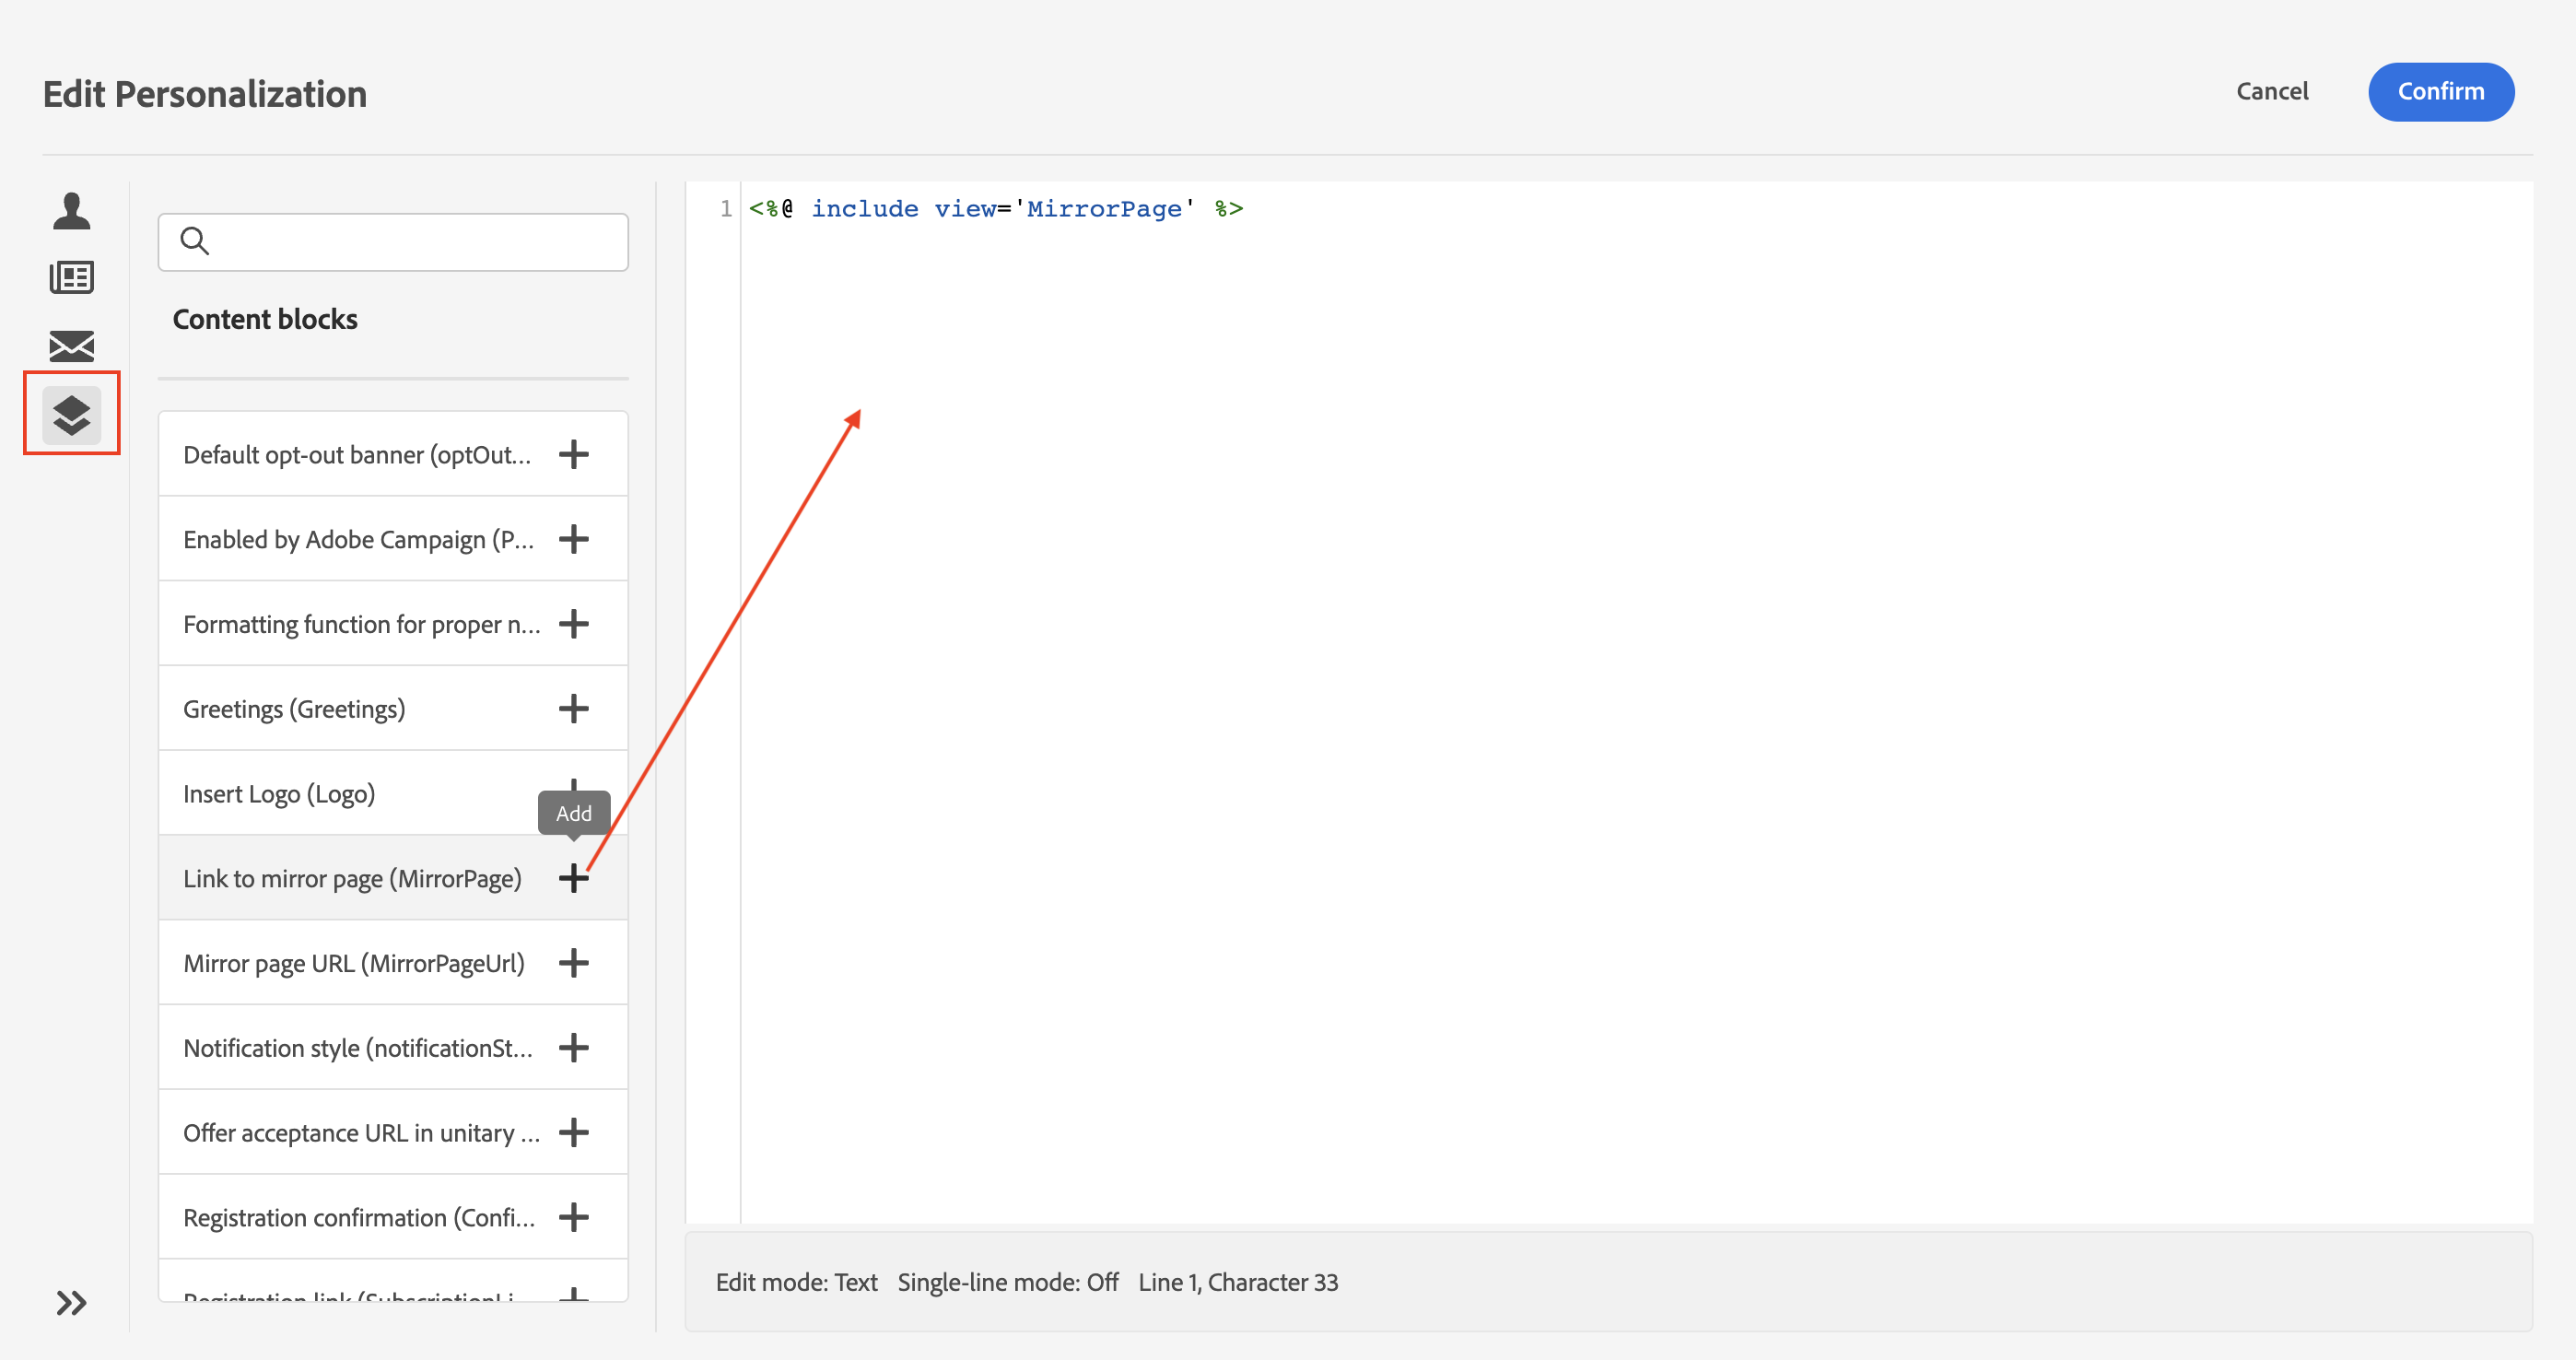 Edit Personalization
Cancel
Confirm
Content blocks
Default opt-out banner (optOut...
Enabled by Adobe Campaign (P...
Formatting function for proper n...
Greetings (Greetings)
Insert Logo (Logo)
Add
Link to mirror page (MirrorPage)
Mirror page URL (MirrorPageUrl)
Notification style (notificationSt...
Offer acceptance URL in unitary ...
Registration confirmation (Confi...
Registration link (SubscriptionLi...
1 <%@ include view='MirrorPage' %>
Edit mode: Text Single-line mode: Off Line 1, Character 33